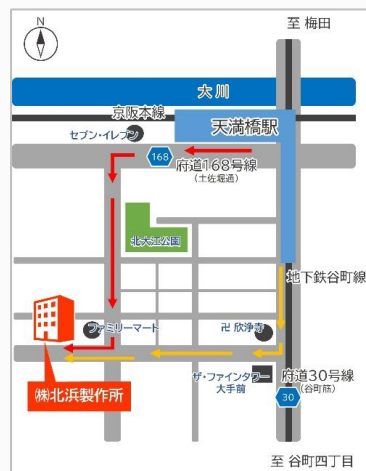 N
至 梅田
大川
京阪本線
天満橋駅
セブン・イレブン
168
府道168号線
(土佐堀通)
北大江公園
地下鉄谷町線
ファミリーマート
卍 欣浄寺
㈱北浜製作所
ザ・ファインタワー
大手前
府道30号線
(谷町筋)
30
至 谷町四丁目